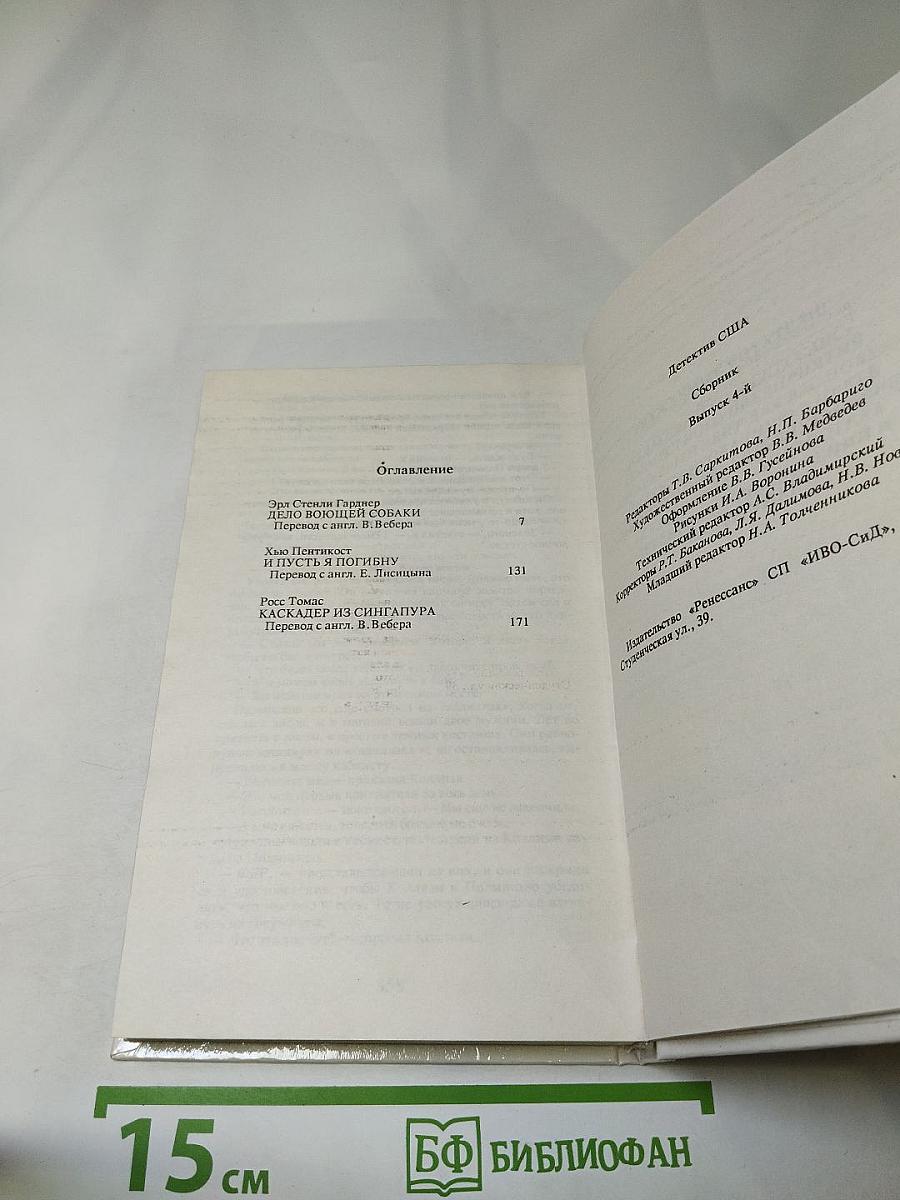 Оглавление
Эрл Стенли Гарднер
ДЕЛО ВОЮЩЕЙ СОБАКИ
Перевод с англ. В. Вебера 7
Хью Пентикост
И ПУСТЬ Я ПОГИБНУ
Перевод с англ. Е. Лисицына 131
Росс Томас
КАСКАДЕР ИЗ СИНГАПУРА
Перевод с англ. В. Вебера 171
Детектив США
Сборник
Выпуск 4-й
Редакторы Т.В. Саркитова, Н.П. Барбариго
Художественный редактор В.В. Медведев
Оформление В.В. Гусейнова
Рисунки И.А. Воронина
Технический редактор А.С. Владимирский
Корректоры Р.Т. Баканова, Л.Я. Далимова, Н.В.
Младший редактор Н.А. Толченникова
Издательство «Ренессанс» СП «ИВО-СиД»,
Студенческая ул., 39.
15 см
БФ БИБЛИОФАН